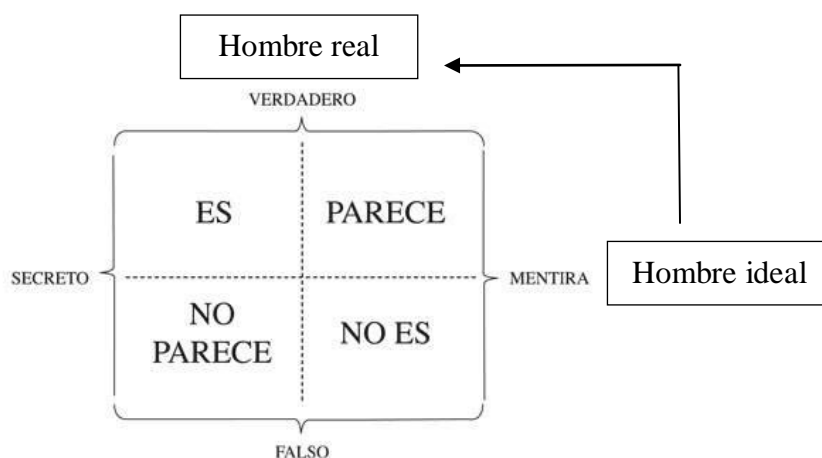 Hombre real
VERDADERO
ES
PARECE
SECRETO
MENTIRA
Hombre ideal
NO
PARECE
NO ES
FALSO